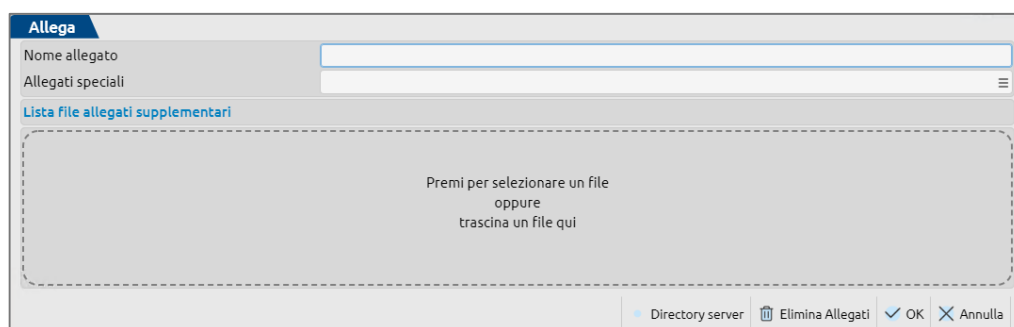 Allega
Nome allegato
Allegati speciali
Lista file allegati supplementari
Premi per selezionare un file
oppure
trascina un file qui
Directory server Elimina Allegati OK Annulla